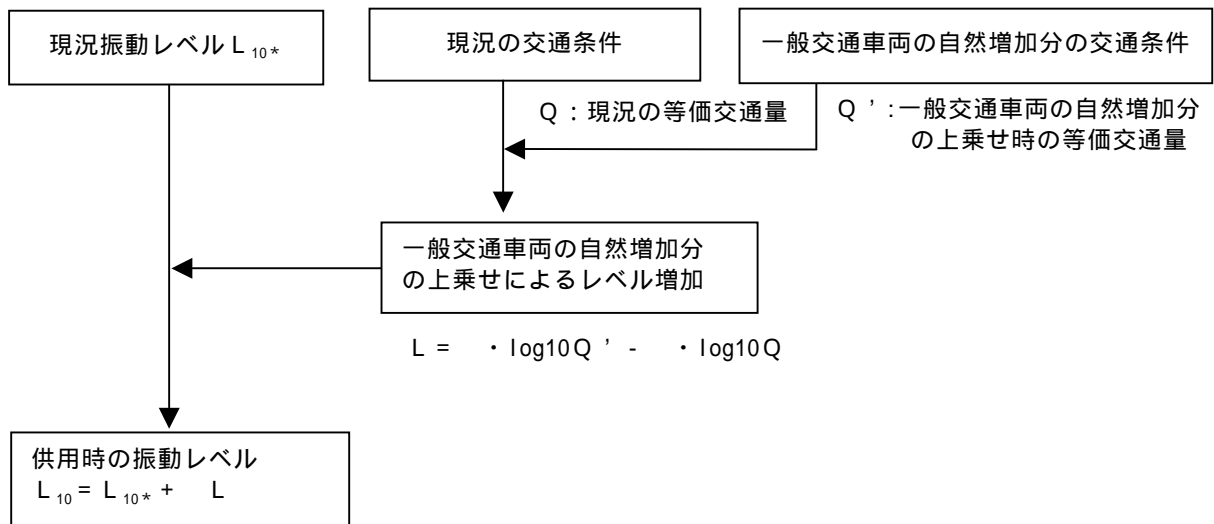 現況振動レベルL10*
現況の交通条件
一般交通車両の自然増加分の交通条件
Q：現況の等価交通量
Q ’:一般交通車両の自然増加分
の上乗せ時の等価交通量
一般交通車両の自然増加分
の上乗せによるレベル増加
L = ・log10Q ’ - ・log10Q
供用時の振動レベル
L10 = L10* + L